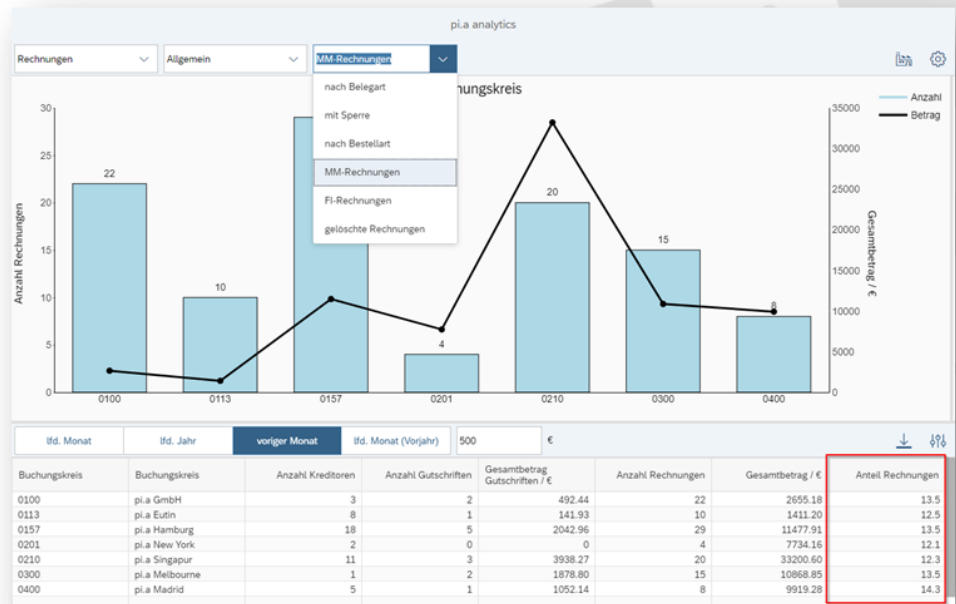 pi.a analytics
Rechnungen
Allgemein
MM-Rechnungen
nach Belegart
mit Sperre
nach Bestellart
MM-Rechnungen
FI-Rechnungen
gelöschte Rechnungen
Anzahl
Betrag
Anzahl Rechnungen
30
25
20
15
10
5
0
22
10
4
20
15
8
35000
30000
25000
20000
15000
10000
5000
0
Gesamtbetrag / €
0100 0113 0157 0201 0210 0300 0400
lfd. Monat lfd. Jahr voriger Monat lfd. Monat (Vorjahr) 500 €
Buchungskreis Buchungskreis Anzahl Kreditoren Anzahl Gutschriften Gesamtbetrag Gutschriften / € Anzahl Rechnungen Gesamtbetrag / € Anteil Rechnungen
0100 pi.a GmbH 3 2 492.44 22 2655.18 13.5
0113 pi.a Eutin 8 1 141.93 10 1411.20 12.5
0157 pi.a Hamburg 18 5 2042.96 29 11477.91 13.5
0201 pi.a New York 2 0 0 4 7734.16 12.1
0210 pi.a Singapur 11 3 3938.27 20 33200.60 12.3
0300 pi.a Melbourne 1 2 1878.80 15 10868.85 13.5
0400 pi.a Madrid 5 1 1052.14 8 9919.28 14.3